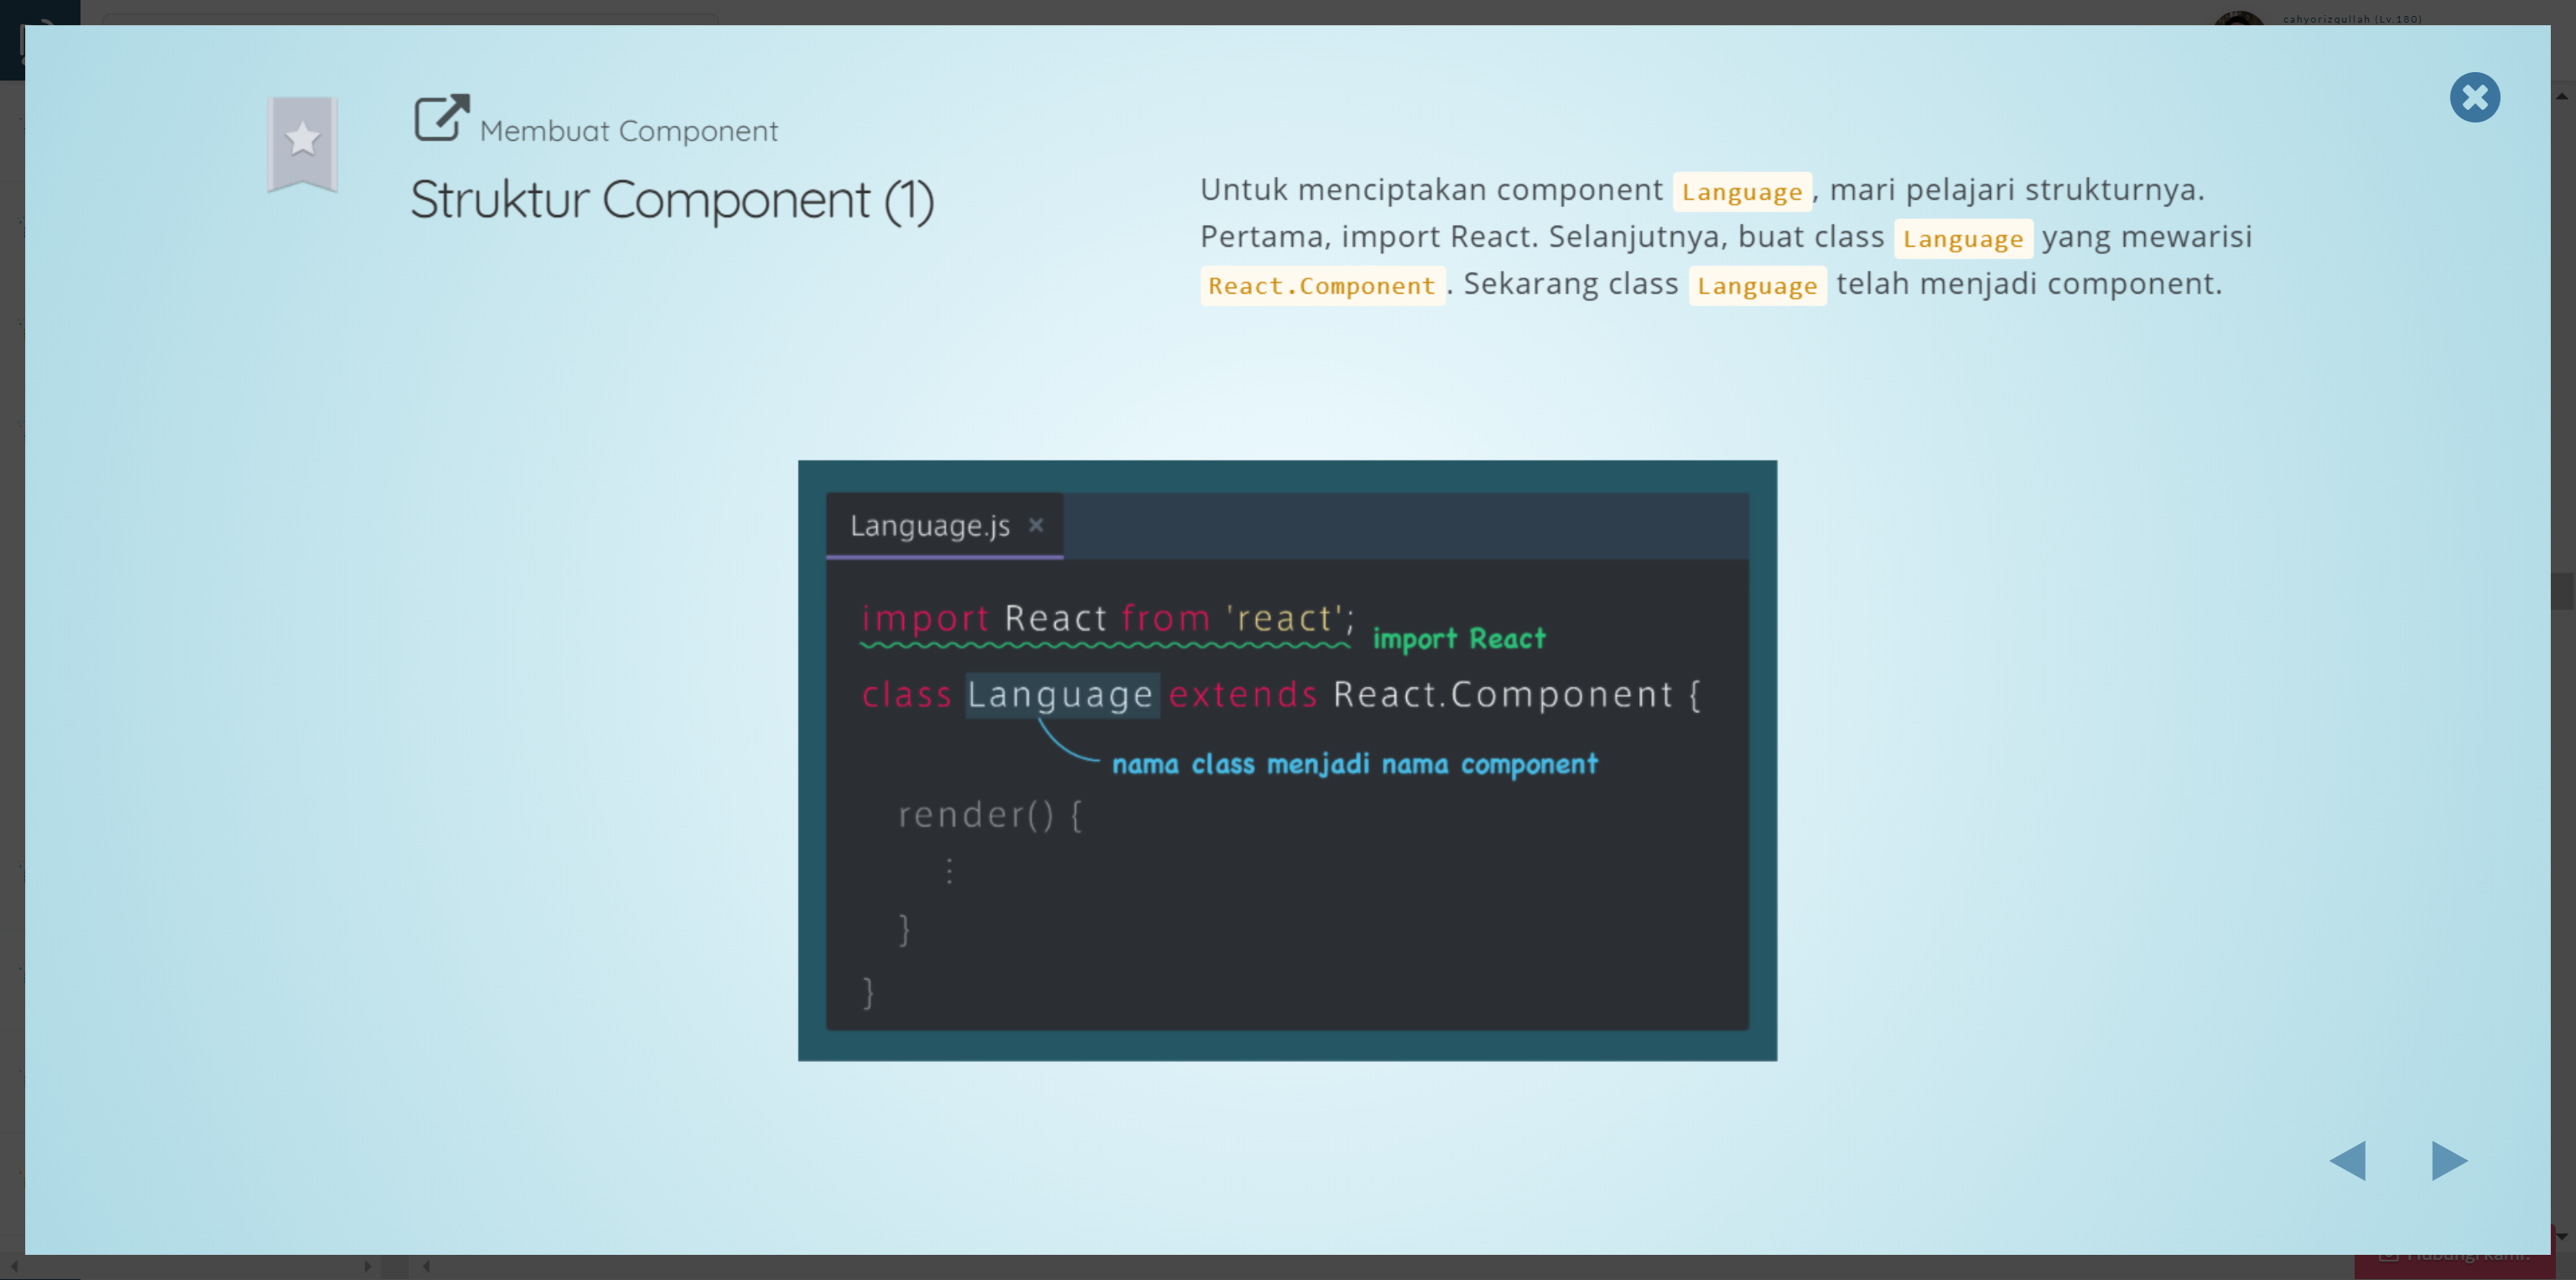 cahyorizqullah (Lv.180)
Membuat Component
Struktur Component (1)
Untuk menciptakan component Language, mari pelajari strukturnya.
Pertama, import React. Selanjutnya, buat class Language yang mewarisi
React.Component. Sekarang class Language telah menjadi component.
Language.js ×
import React from 'react';
import React
class Language extends React.Component {
nama class menjadi nama component
render() {
⋮
}
}
Hubungi kami.